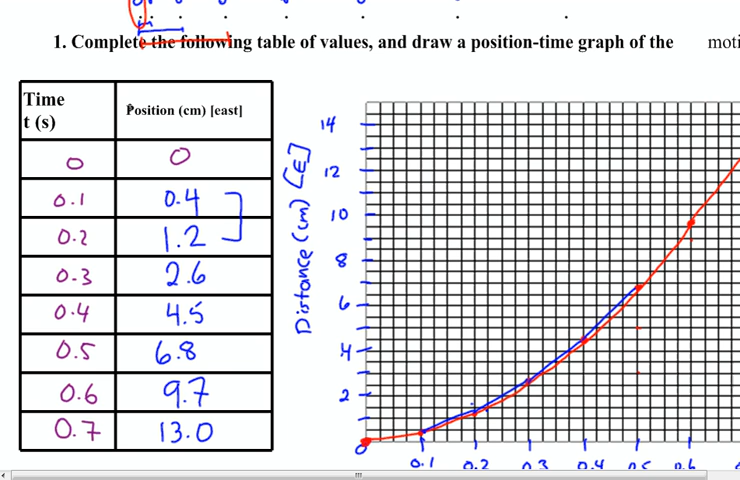 1. Complete the following table of values, and draw a position-time graph of the moti
Time
t (s)
Position (cm) [east]
0 0
0.1 0.4
0.2 1.2
0.3 2.6
0.4 4.5
0.5 6.8
0.6 9.7
0.7 13.0
Distance (cm) [E]
14
12
10
8
6
4
2
0
0.1 0.2 0.3 0.4 0.5 0.6